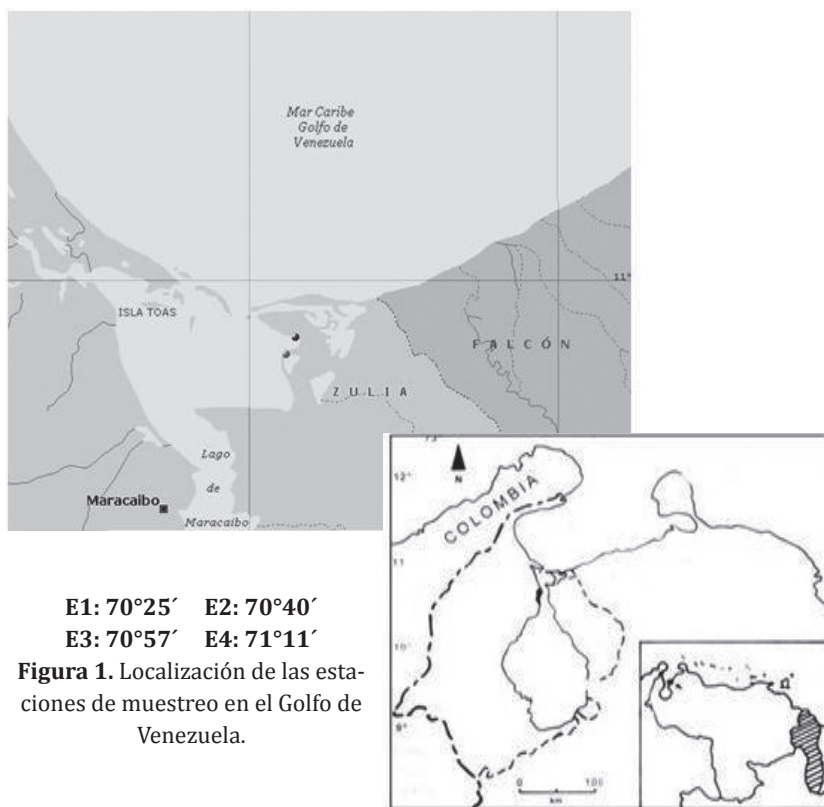 Mar Caribe
Golfo de
Venezuela
11°
ISLA TOAS
FALCÓN
ZULIA
Lago
de
Maracaibo
Maracaibo
12°
N
COLOMBIA
11
10°
9°
0 100
km
E1: 70°25´ E2: 70°40´
E3: 70°57´ E4: 71°11´
Figura 1. Localización de las esta-
ciones de muestreo en el Golfo de
Venezuela.